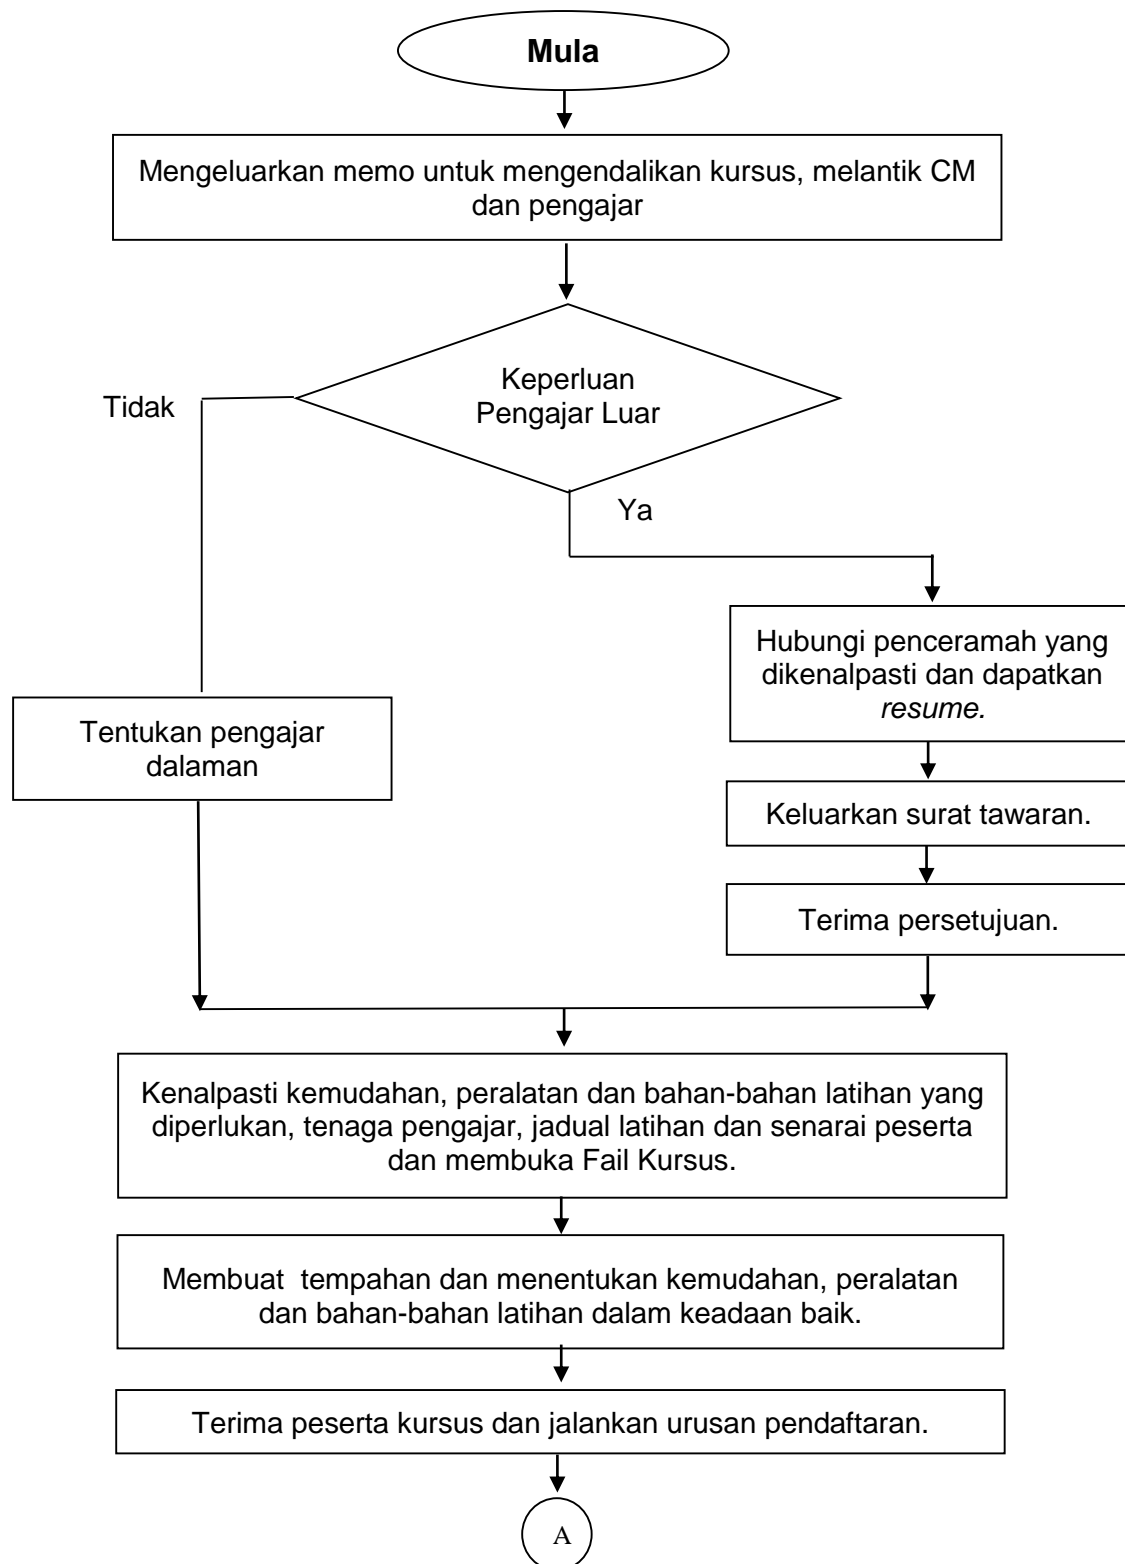 Mula
Mengeluarkan memo untuk mengendalikan kursus, melantik CM
dan pengajar
Keperluan
Pengajar Luar
Tidak
Ya
Hubungi penceramah yang
dikenalpasti dan dapatkan
resume.
Tentukan pengajar
dalaman
Keluarkan surat tawaran.
Terima persetujuan.
Kenalpasti kemudahan, peralatan dan bahan-bahan latihan yang
diperlukan, tenaga pengajar, jadual latihan dan senarai peserta
dan membuka Fail Kursus.
Membuat  tempahan dan menentukan kemudahan, peralatan
dan bahan-bahan latihan dalam keadaan baik.
Terima peserta kursus dan jalankan urusan pendaftaran.
A